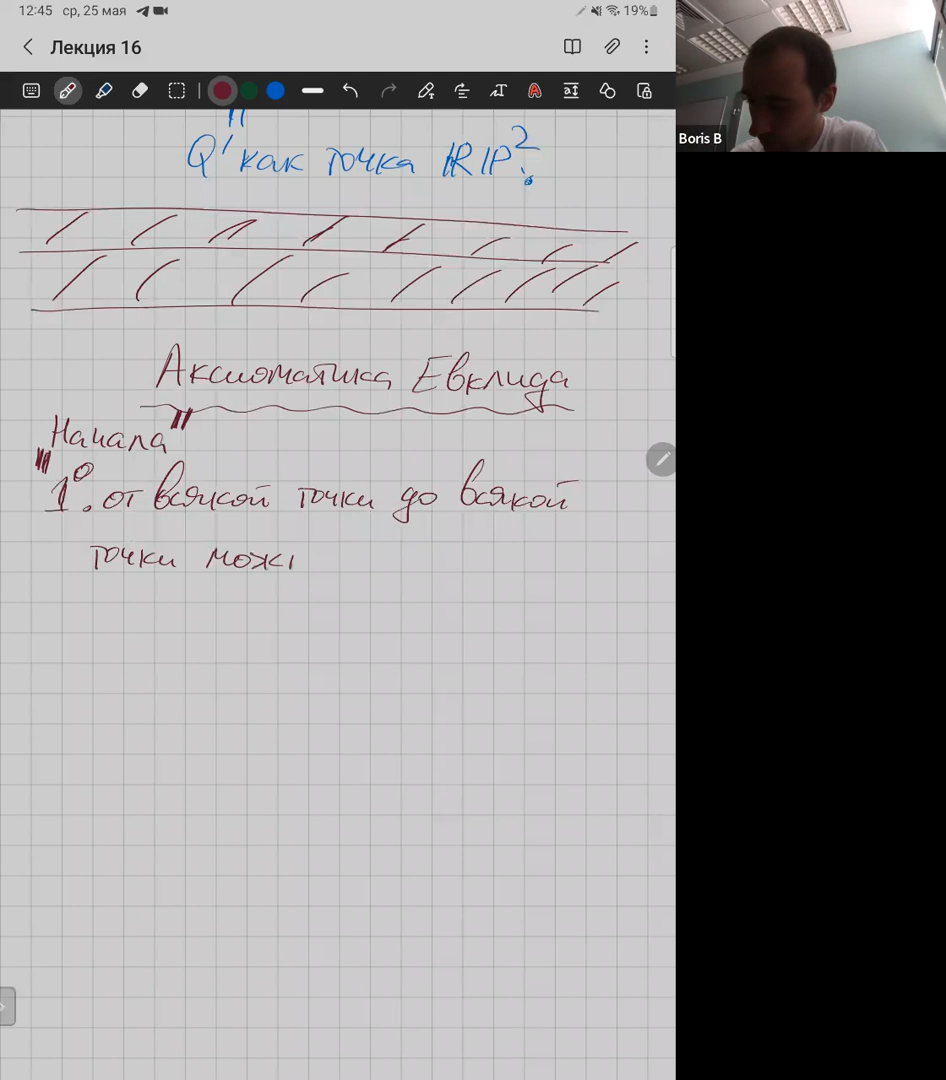 12:45 ср, 25 мая
19%
Лекция 16
Boris B
Q' как точка RP².
Аксиоматика Евклида
"Начала"
1°. от всякой точки до всякой
точки можн